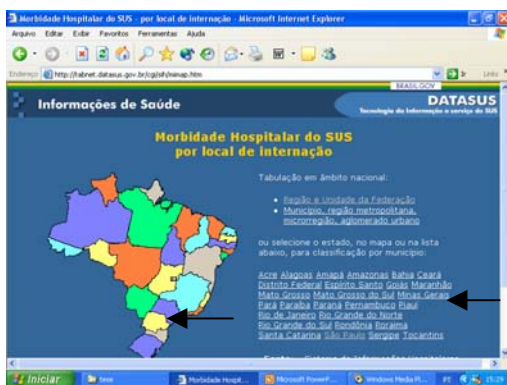 Morbidade Hospitalar do SUS - por local de internação - Microsoft Internet Explorer
Arquivo Editar Exibir Favoritos Ferramentas Ajuda
Endereço http://tabnet.datasus.gov.br/cgi/sih/mimap.htm Links
BRASIL.GOV
Informações de Saúde
DATASUS
Tecnologia da Informação a serviço do SUS
Morbidade Hospitalar do SUS
por local de internação
Tabulação em âmbito nacional:
Região e Unidade da Federação
Município, região metropolitana,
microrregião, aglomerado urbano
ou selecione o estado, no mapa ou na lista
abaixo, para classificação por município:
Acre Alagoas Amapá Amazonas Bahia Ceará
Distrito Federal Espírito Santo Goiás Maranhão
Mato Grosso Mato Grosso do Sul Minas Gerais
Pará Paraíba Paraná Pernambuco Piauí
Rio de Janeiro Rio Grande do Norte
Rio Grande do Sul Rondônia Roraima
Santa Catarina São Paulo Sergipe Tocantins
Iniciar Morbidade Hospit... Microsoft PowerP... Windows Media Pl... PT 15:29